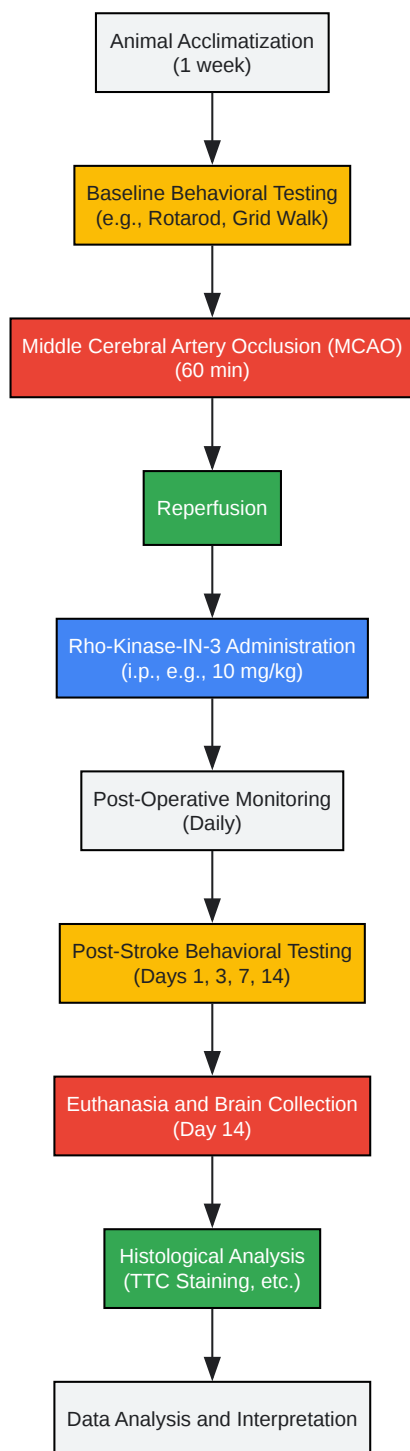 Animal Acclimatization
(1 week)
Baseline Behavioral Testing
(e.g., Rotarod, Grid Walk)
Middle Cerebral Artery Occlusion (MCAO)
(60 min)
Reperfusion
Rho-Kinase-IN-3 Administration
(i.p., e.g., 10 mg/kg)
Post-Operative Monitoring
(Daily)
Post-Stroke Behavioral Testing
(Days 1, 3, 7, 14)
Euthanasia and Brain Collection
(Day 14)
Histological Analysis
(TTC Staining, etc.)
Data Analysis and Interpretation